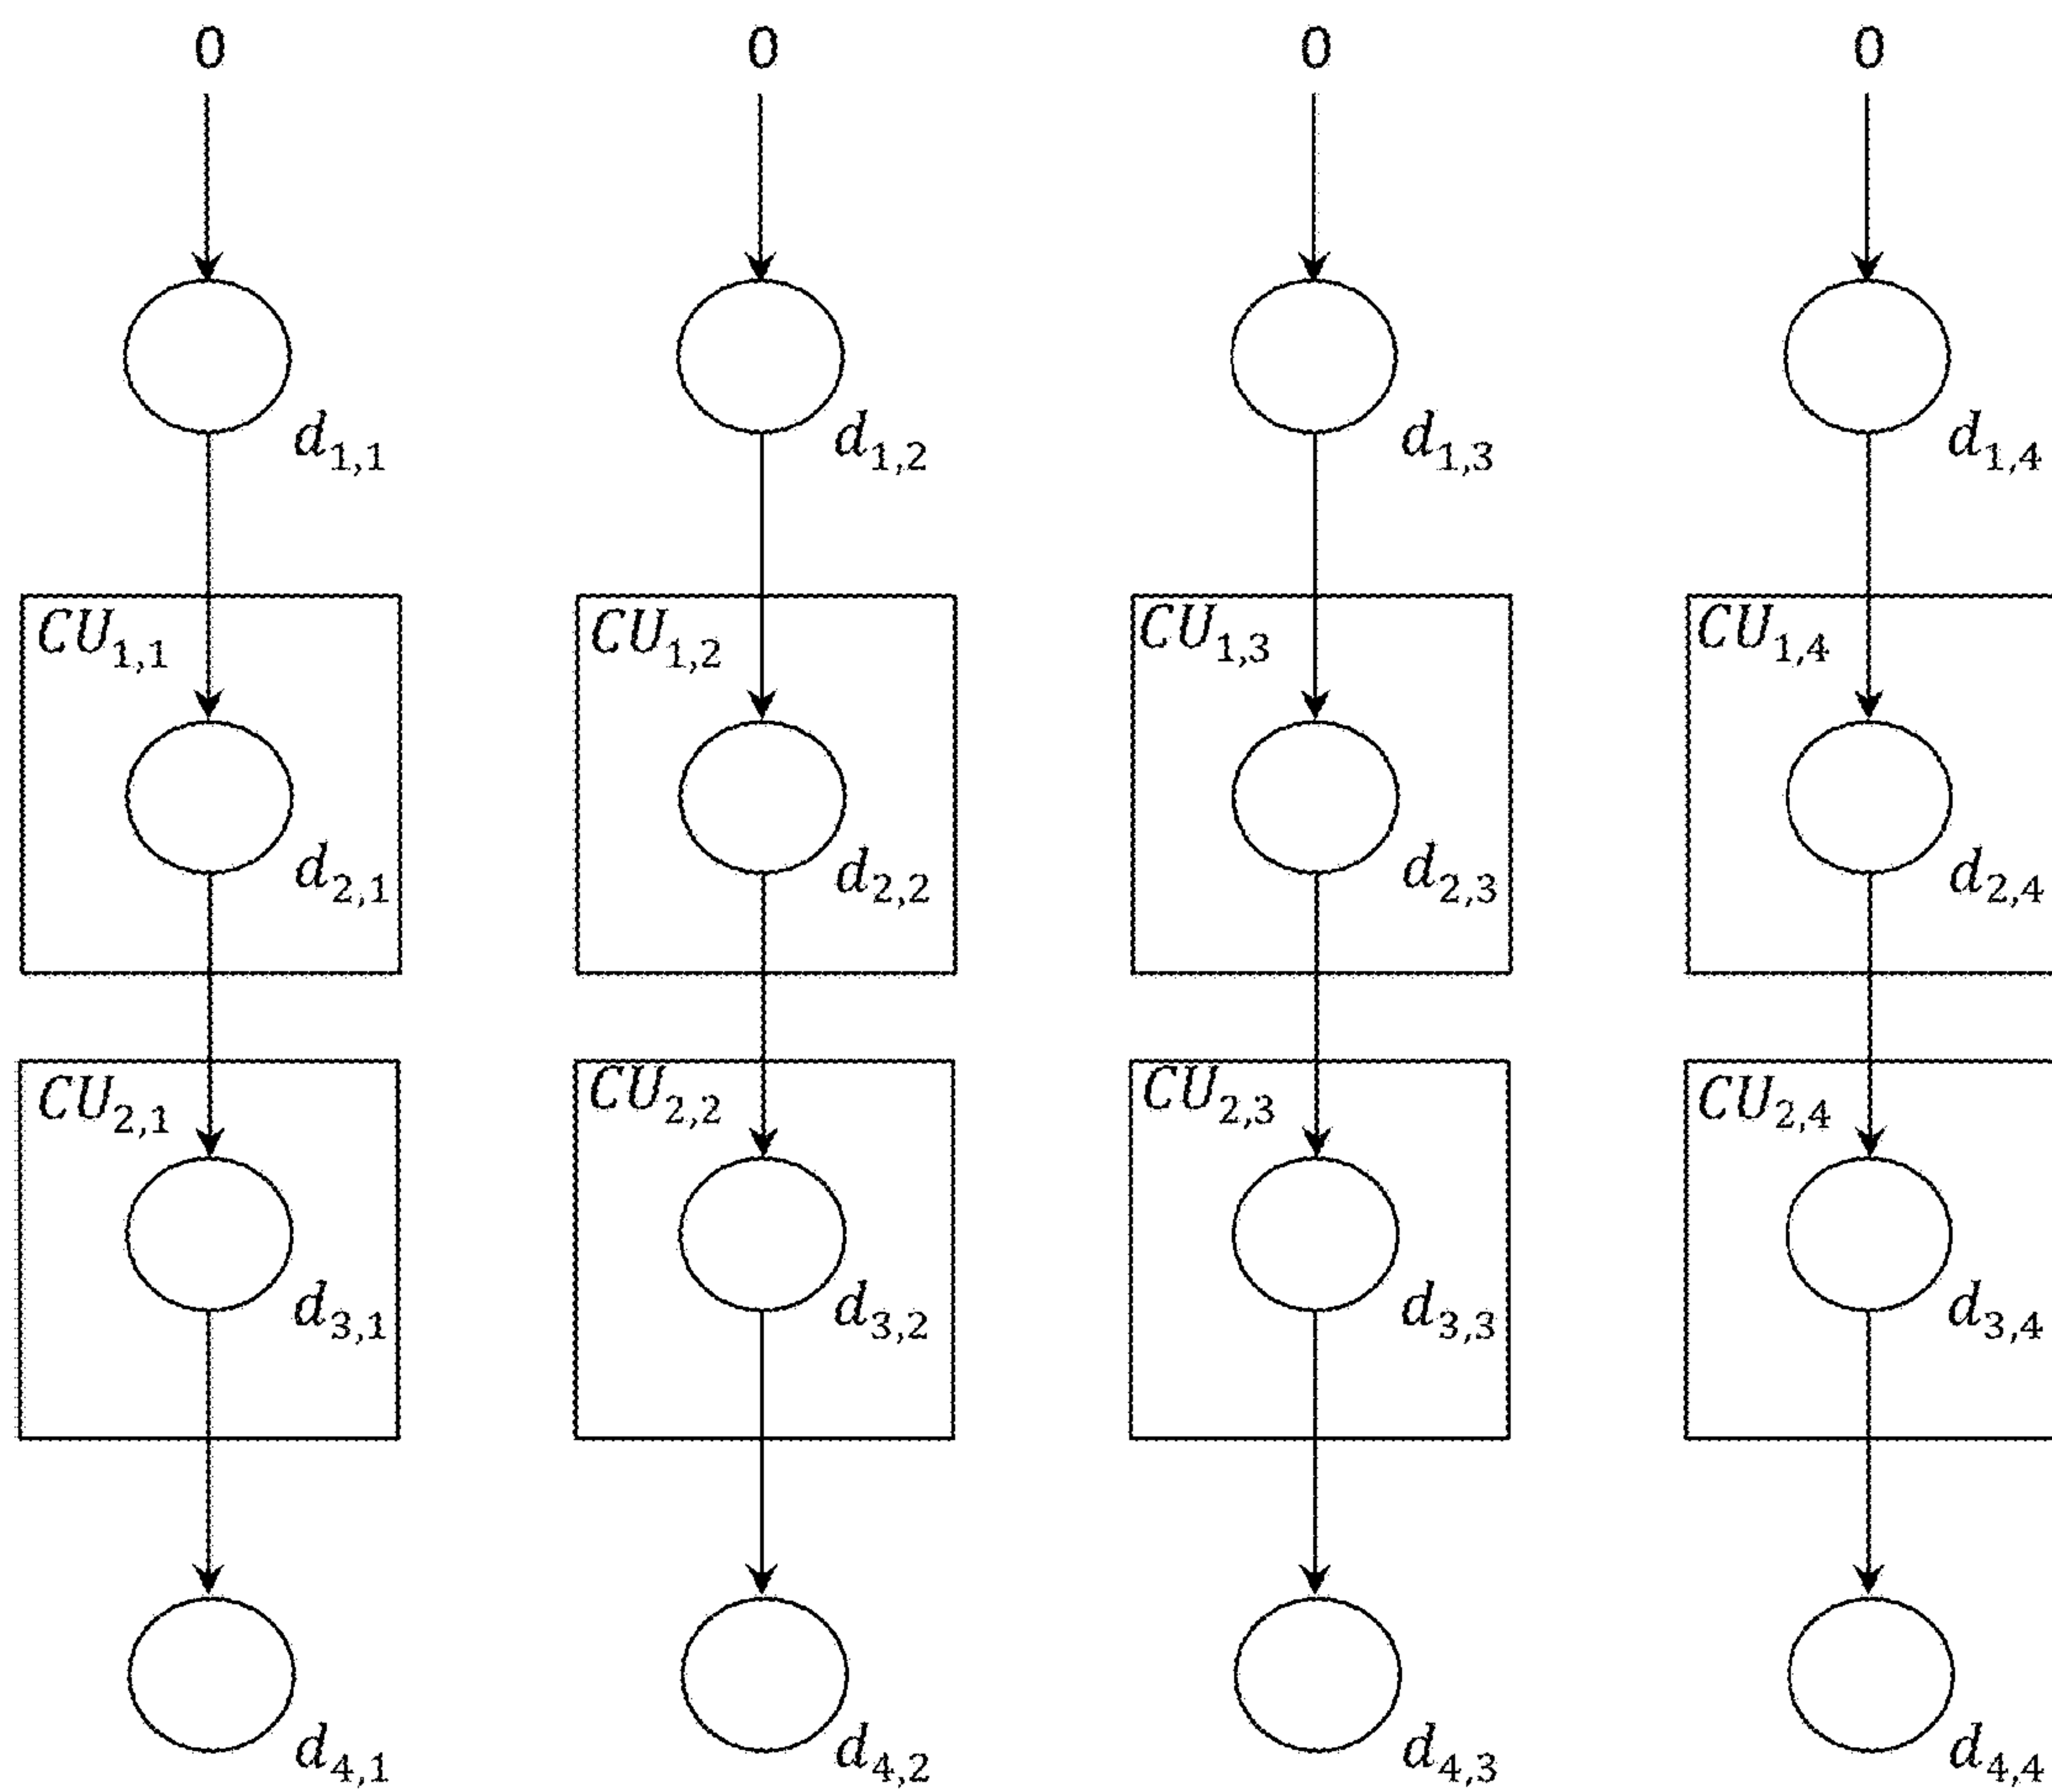 0 0 0 0
d1,1 d1,2 d1,3 d1,4
CU1,1 CU1,2 CU1,3 CU1,4
d2,1 d2,2 d2,3 d2,4
CU2,1 CU2,2 CU2,3 CU2,4
d3,1 d3,2 d3,3 d3,4
d4,1 d4,2 d4,3 d4,4